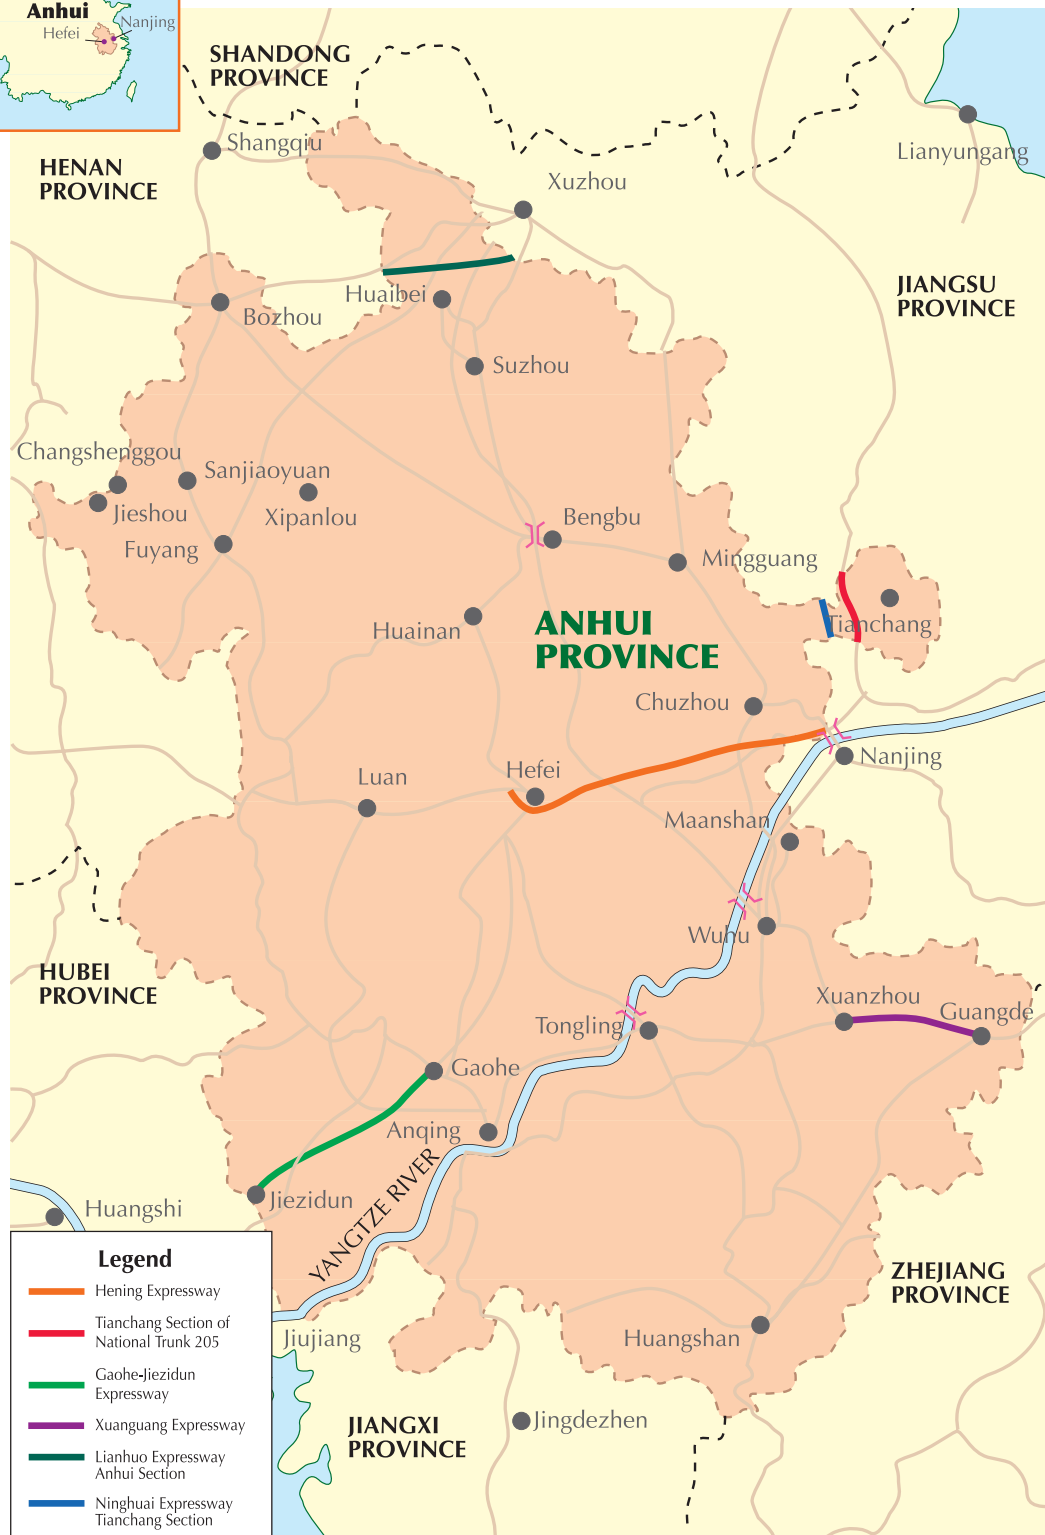 Anhui
Nanjing
Hefei
SHANDONG
PROVINCE
Shangqiu
Lianyungang
HENAN
PROVINCE
Xuzhou
JIANGSU
PROVINCE
Huaibei
Bozhou
Suzhou
Changshenggou
Sanjiaoyuan
Jieshou
Xipanlou
Bengbu
Fuyang
Mingguang
ANHUI
PROVINCE
Tianchang
Huainan
Chuzhou
Nanjing
Hefei
Luan
Maanshan
Wuhu
HUBEI
PROVINCE
Xuanzhou
Guangde
Tongling
Gaohe
Anqing
YANGTZE RIVER
Jiezidun
Huangshi
ZHEJIANG
PROVINCE
Huangshan
Jiujiang
JIANGXI
PROVINCE
Jingdezhen
Legend
Hening Expressway
Tianchang Section of
National Trunk 205
Gaohe-Jiezidun
Expressway
Xuanguang Expressway
Lianhuo Expressway
Anhui Section
Ninghuai Expressway
Tianchang Section